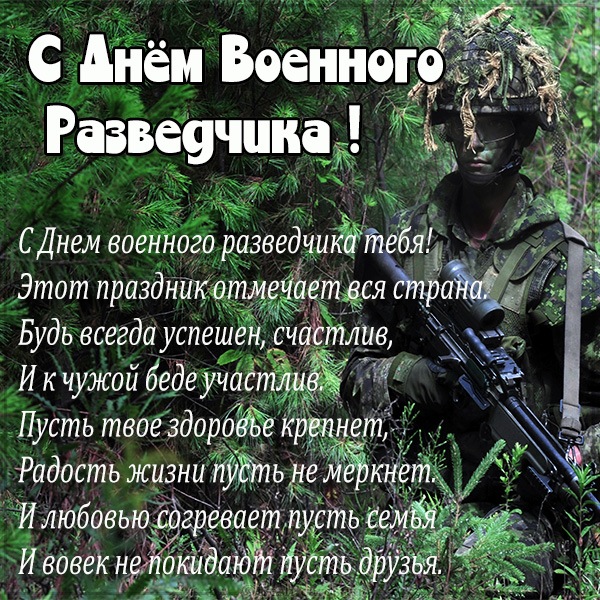 С Днём Военного
Разведчика !
С Днем военного разведчика тебя!
Этот праздник отмечает вся страна.
Будь всегда успешен, счастлив,
И к чужой беде участлив.
Пусть твое здоровье крепнет,
Радость жизни пусть не меркнет.
И любовью согревает пусть семья
И вовек не покидают пусть друзья.